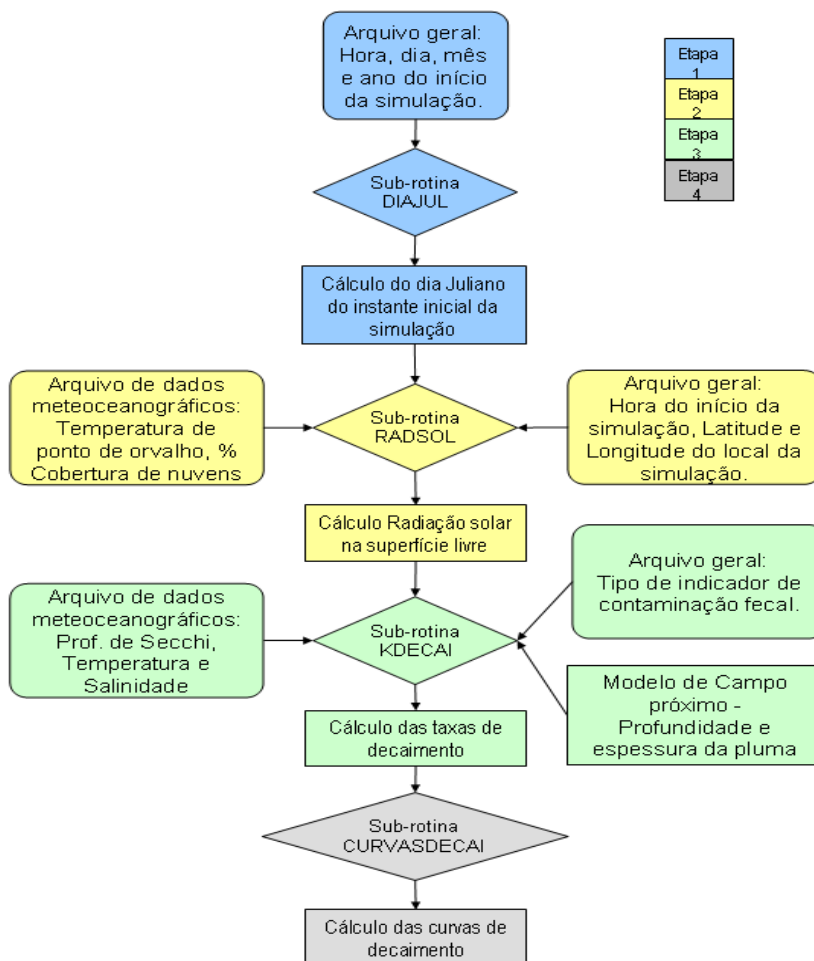 Arquivo geral:
Hora, dia, mês
e ano do início
da simulação.
Etapa
1
Etapa
2
Etapa
3
Etapa
4
Sub-rotina
DIAJUL
Cálculo do dia Juliano
do instante inicial da
simulação
Arquivo de dados
meteoceanográficos:
Temperatura de
ponto de orvalho, %
Cobertura de nuvens
Sub-rotina
RADSOL
Arquivo geral:
Hora do início da
simulação, Latitude e
Longitude do local da
simulação.
Cálculo Radiação solar
na superfície livre
Arquivo de dados
meteoceanográficos:
Prof. de Secchi,
Temperatura e
Salinidade
Sub-rotina
KDECAI
Arquivo geral:
Tipo de indicador de
contaminação fecal.
Modelo de Campo
próximo -
Profundidade e
espessura da pluma
Cálculo das taxas de
decaimento
Sub-rotina
CURVASDECAI
Cálculo das curvas de
decaimento